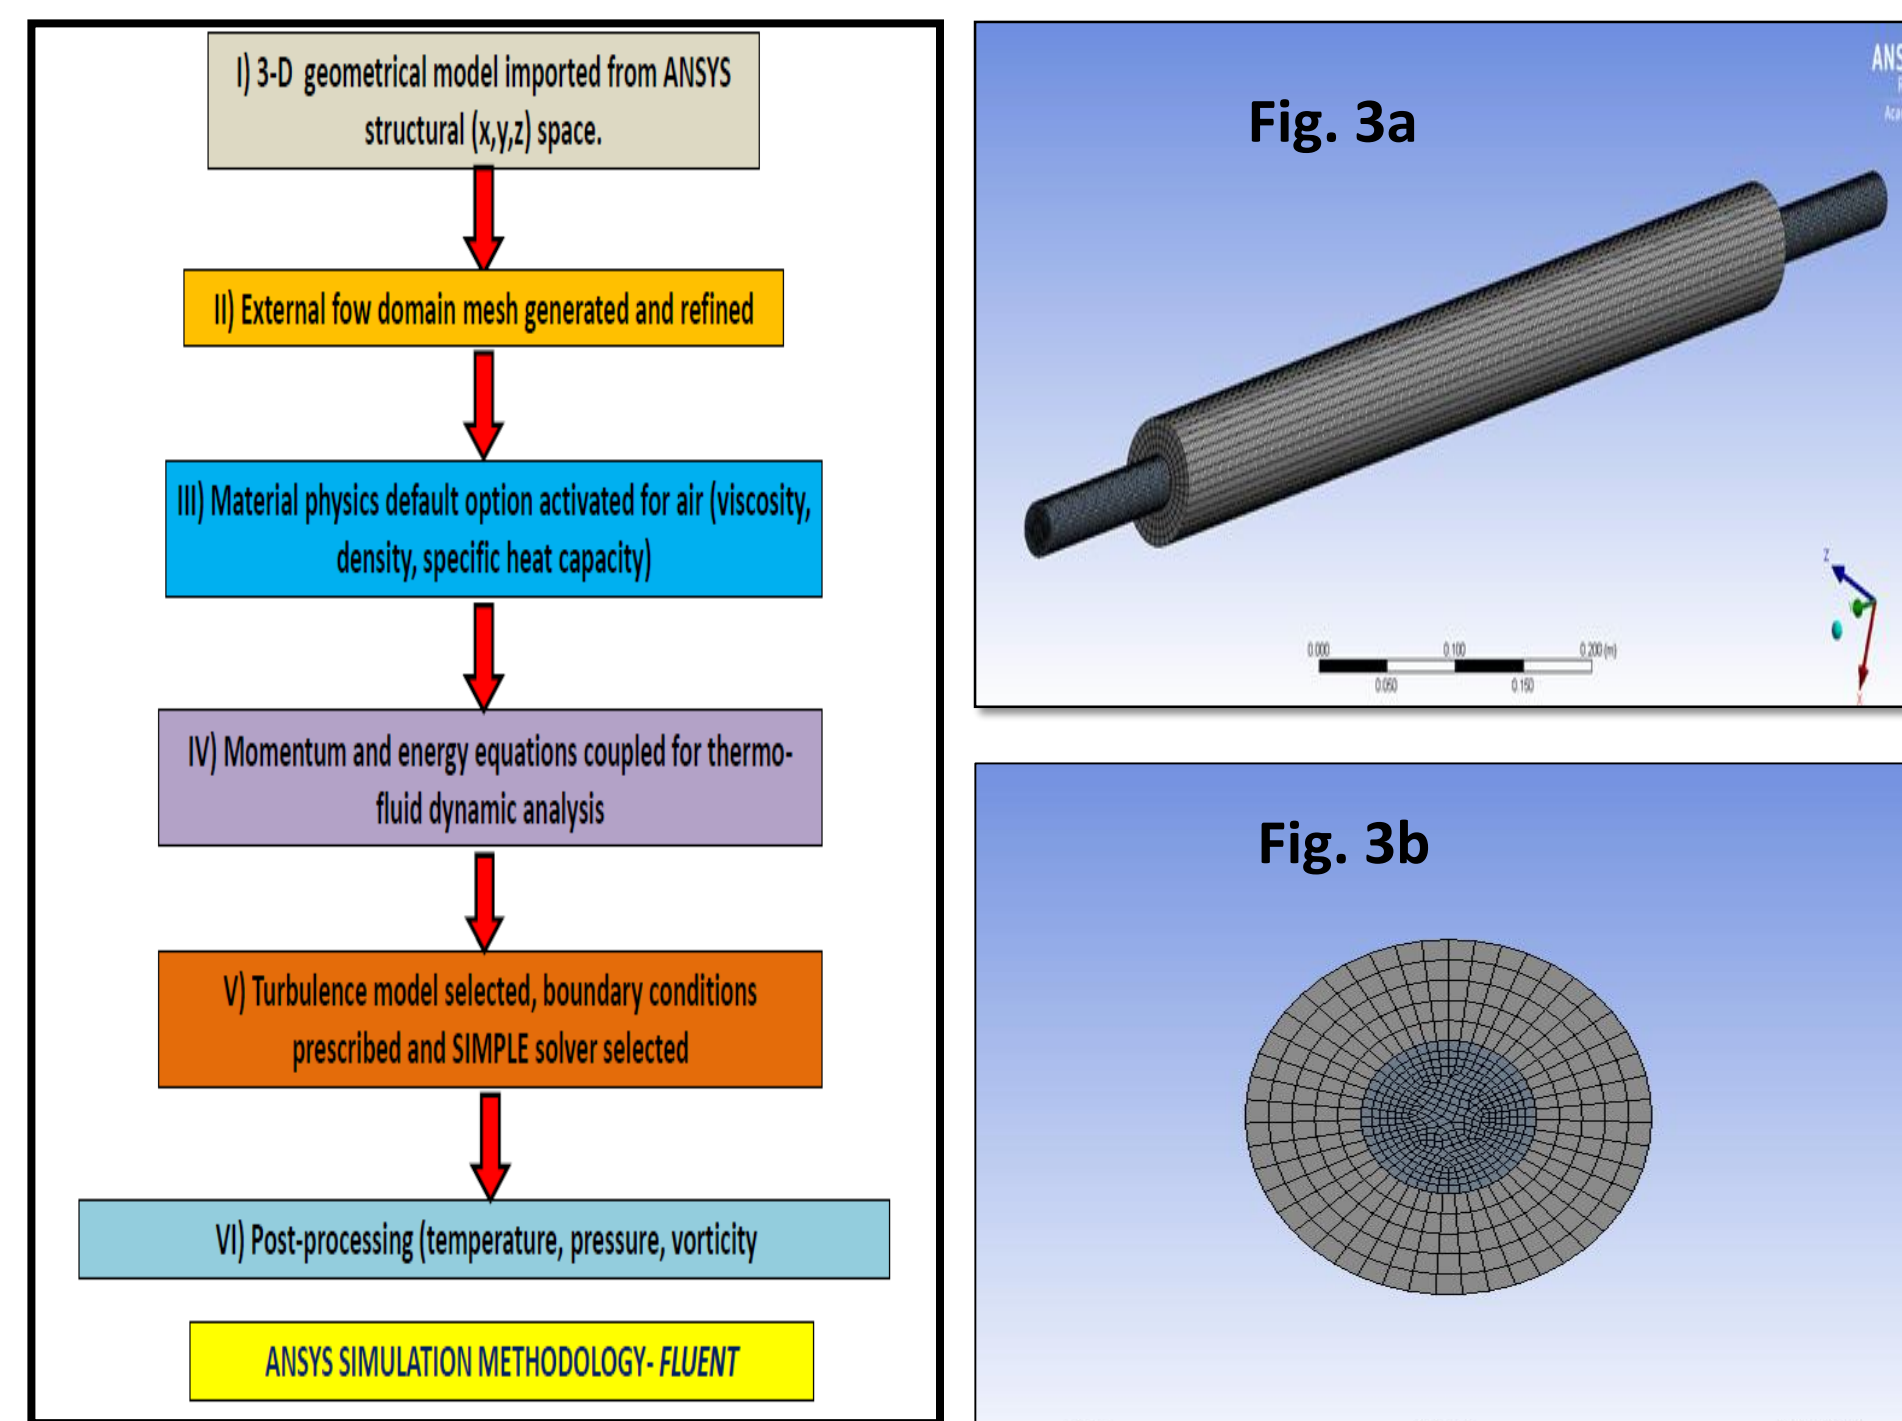 I) 3-D geometrical model imported from ANSYS
structural (x,y,z) space.
II) External fow domain mesh generated and refined
III) Material physics default option activated for air (viscosity,
density, specific heat capacity)
IV) Momentum and energy equations coupled for thermo-
fluid dynamic analysis
V) Turbulence model selected, boundary conditions
prescribed and SIMPLE solver selected
VI) Post-processing (temperature, pressure, vorticity
ANSYS SIMULATION METHODOLOGY- FLUENT
Fig. 3a
ANS
Aca
Z
X
0.000 0.100 0.200 (m)
0.050 0.150
Fig. 3b